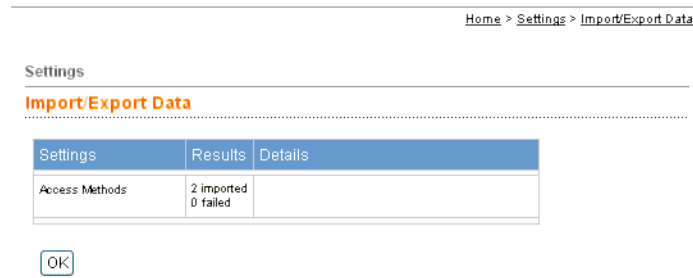 Home > Settings > Import/Export Data
Settings
Import/Export Data
Settings Results Details
Access Methods 2 imported
0 failed
OK